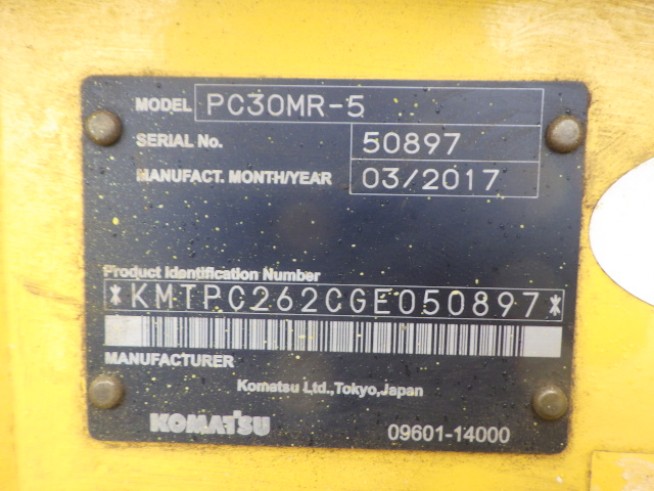 MODEL PC30MR-5
SERIAL No. 50897
MANUFACT. MONTH/YEAR 03/2017
Product Identification Number
*KMTPC262CGE050897*
MANUFACTURER
Komatsu Ltd.,Tokyo,Japan
KOMATSU 09601-14000